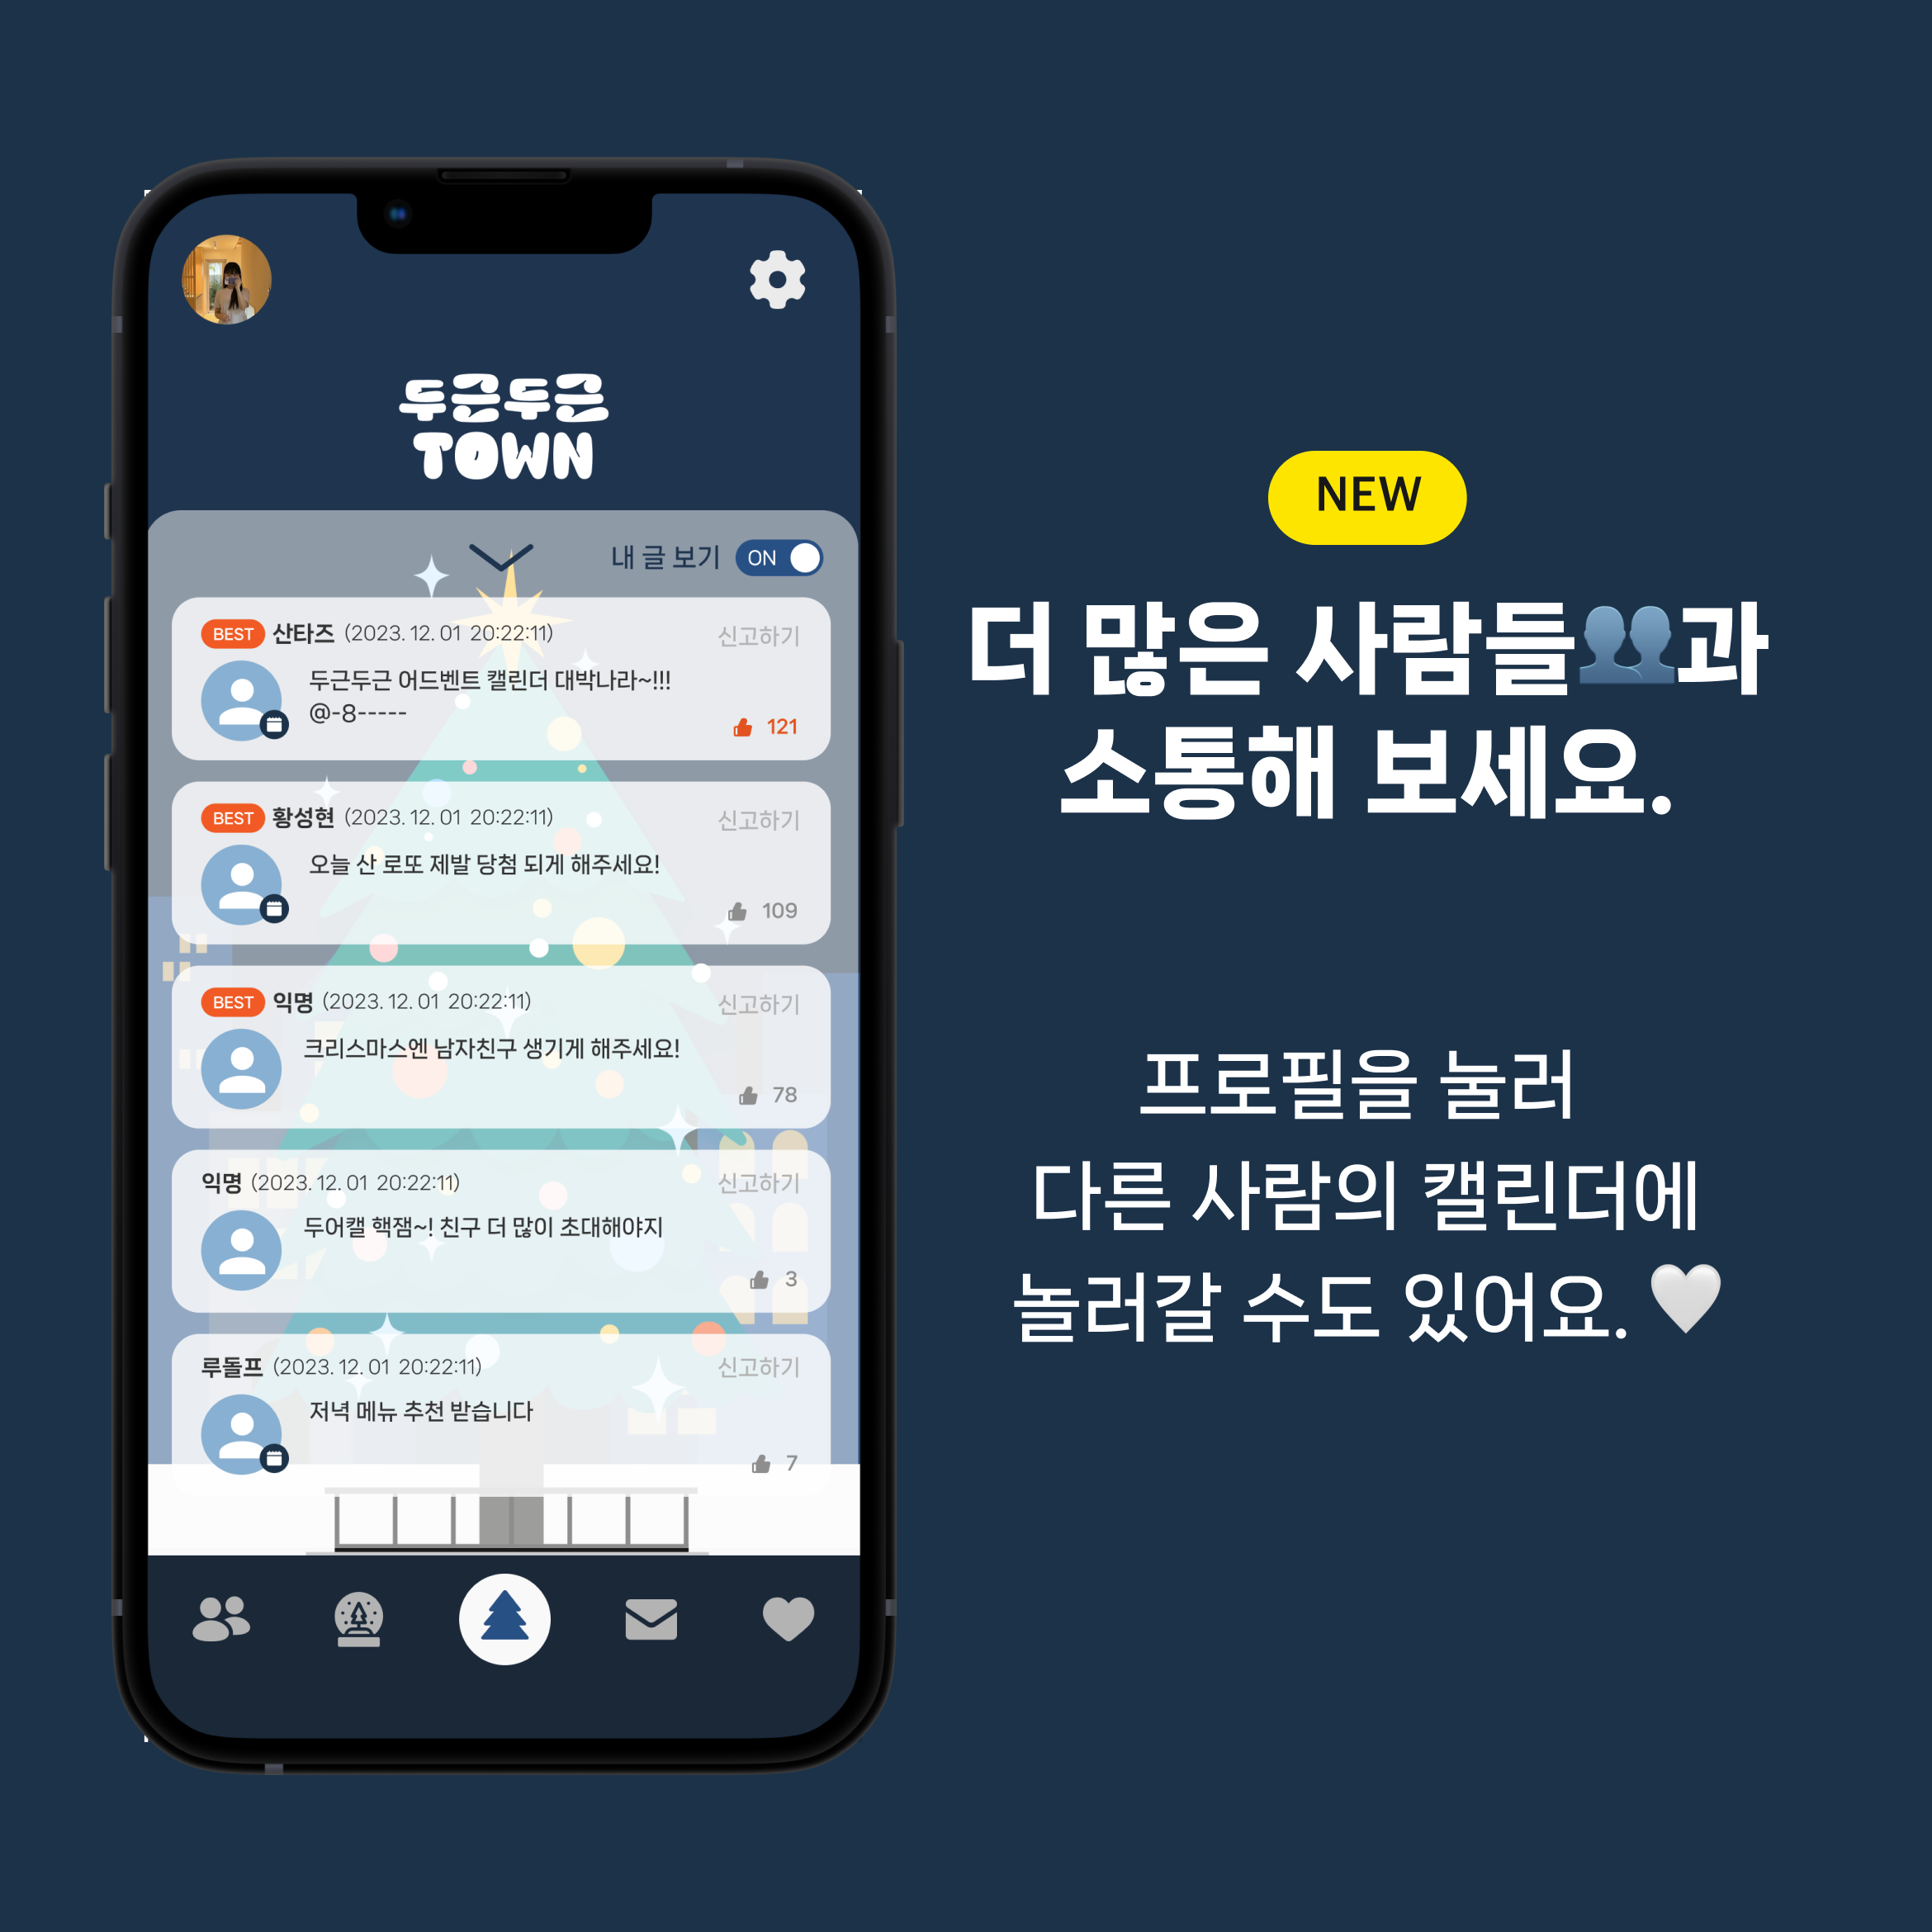 두근두근
TOWN
내 글 보기 ON
BEST 산타즈 (2023. 12. 01 20:22:11) 신고하기
두근두근 어드벤트 캘린더 대박나라~!!!
@-8-----
121
BEST 황성현 (2023. 12. 01 20:22:11) 신고하기
오늘 산 로또 제발 당첨 되게 해주세요!
109
BEST 익명 (2023. 12. 01 20:22:11) 신고하기
크리스마스엔 남자친구 생기게 해주세요!
78
익명 (2023. 12. 01 20:22:11) 신고하기
두어캘 핵잼~! 친구 더 많이 초대해야지
3
루돌프 (2023. 12. 01 20:22:11) 신고하기
저녁 메뉴 추천 받습니다
7
NEW
더 많은 사람들👥과
소통해 보세요.
프로필을 눌러
다른 사람의 캘린더에
놀러갈 수도 있어요. 🤍